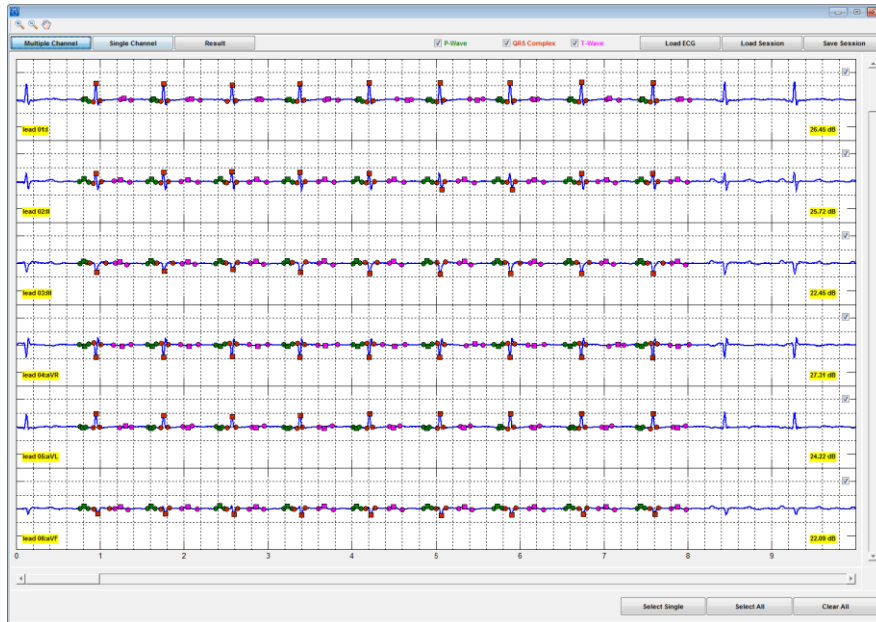 Multiple Channel Single Channel Result P-Wave QRS Complex T-Wave Load ECG Load Session Save Session
lead 01:I 26.45 dB
lead 02:II 25.72 dB
lead 03:III 22.45 dB
lead 04:aVR 27.31 dB
lead 05:aVL 24.22 dB
lead 06:aVF 22.09 dB
0 1 2 3 4 5 6 7 8 9
Select Single Select All Clear All